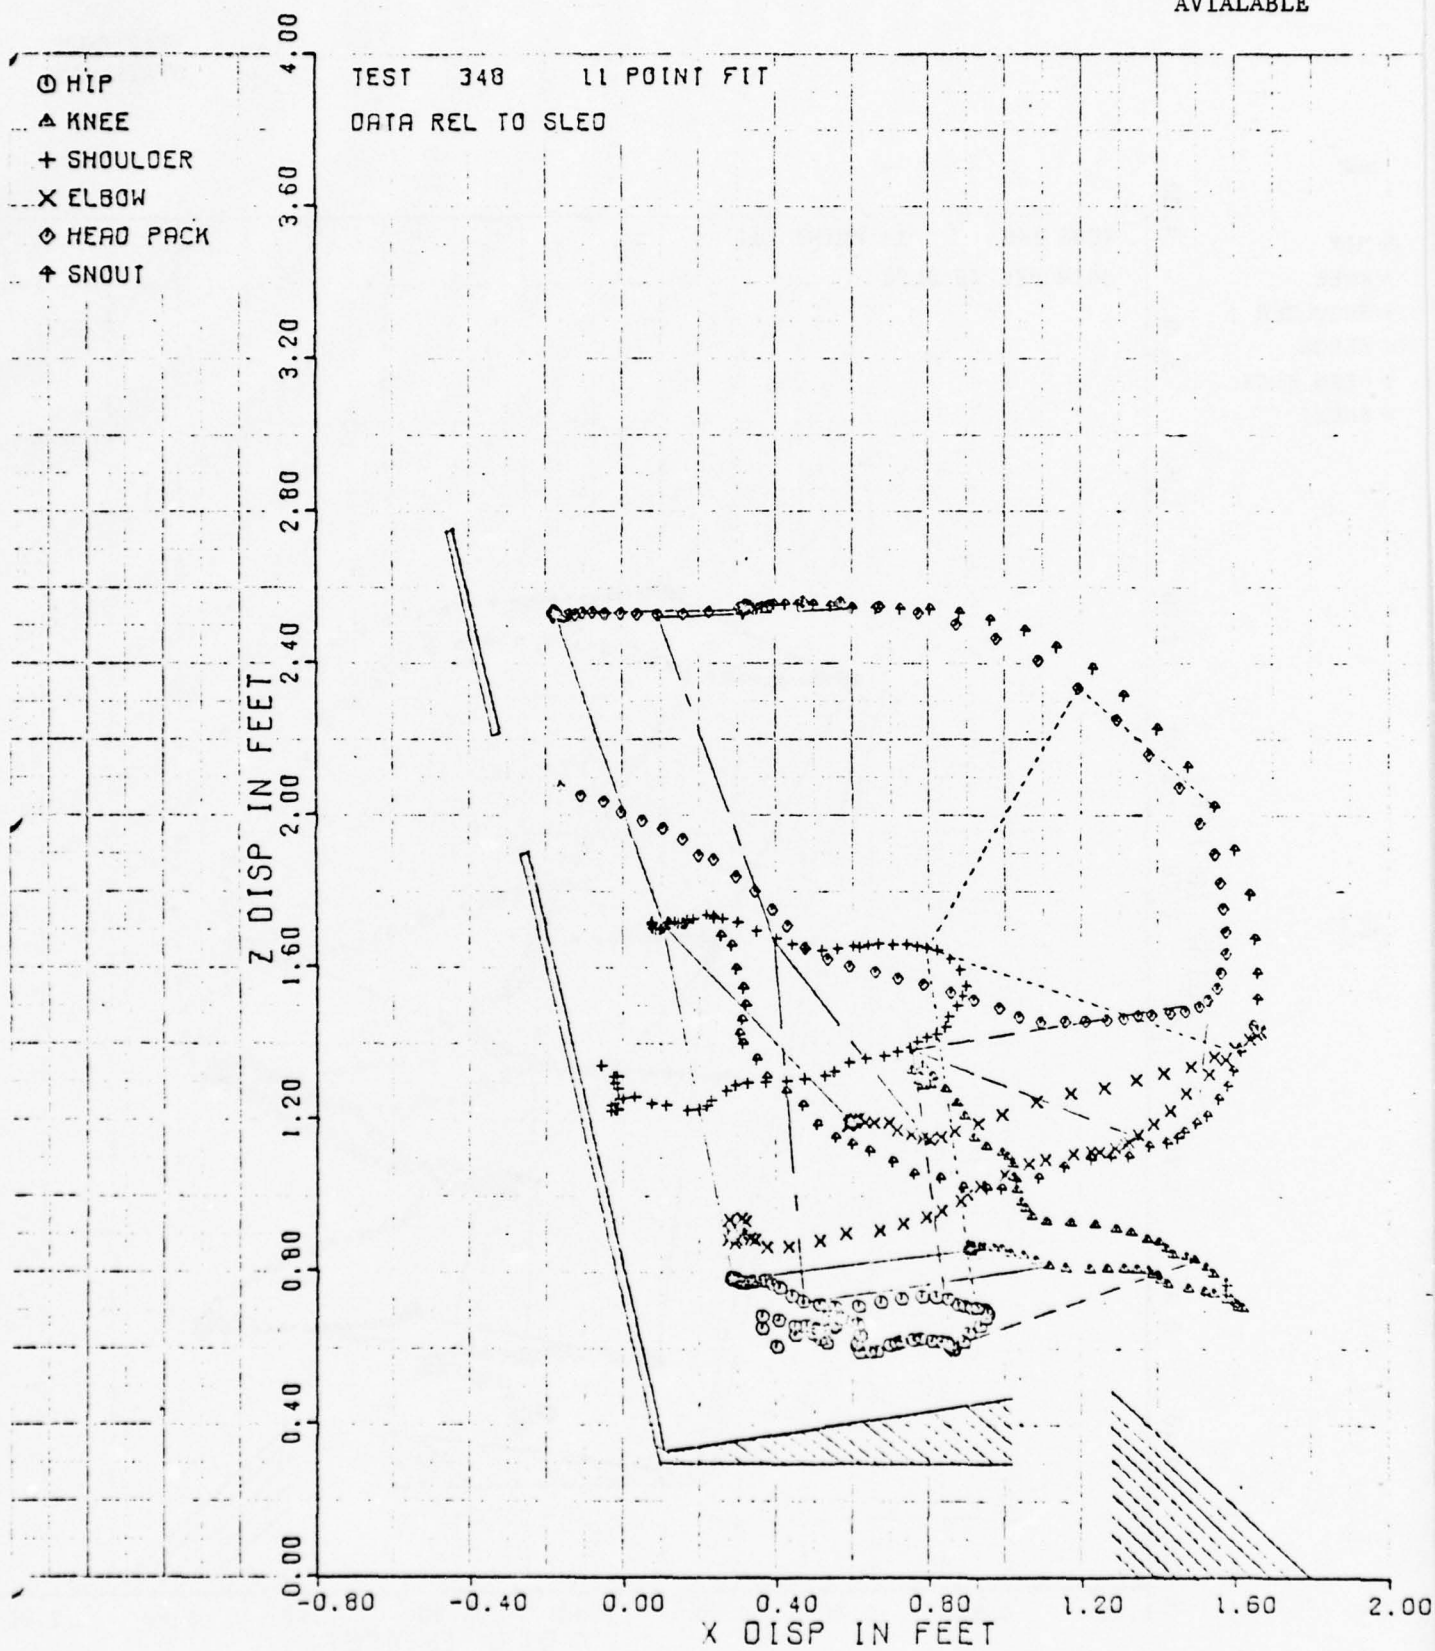 AVIALABLE
HIP
KNEE
SHOULDER
ELBOW
HEAD PACK
SNOUT
TEST 348 11 POINT FIT
DATA REL TO SLED
4.00
3.60
3.20
2.80
2.40
2.00
1.60
1.20
0.80
0.40
0.00
Z DISP IN FEET
-0.80 -0.40 0.00 0.40 0.80 1.20 1.60 2.00
X DISP IN FEET